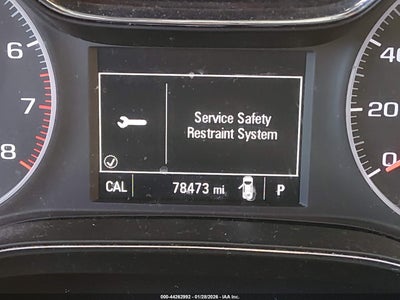 6
7
8
Service Safety
Restraint System
CAL 78473 mi. P
40
20
0
000-44262992 - 01/28/2026 - IAA Inc.